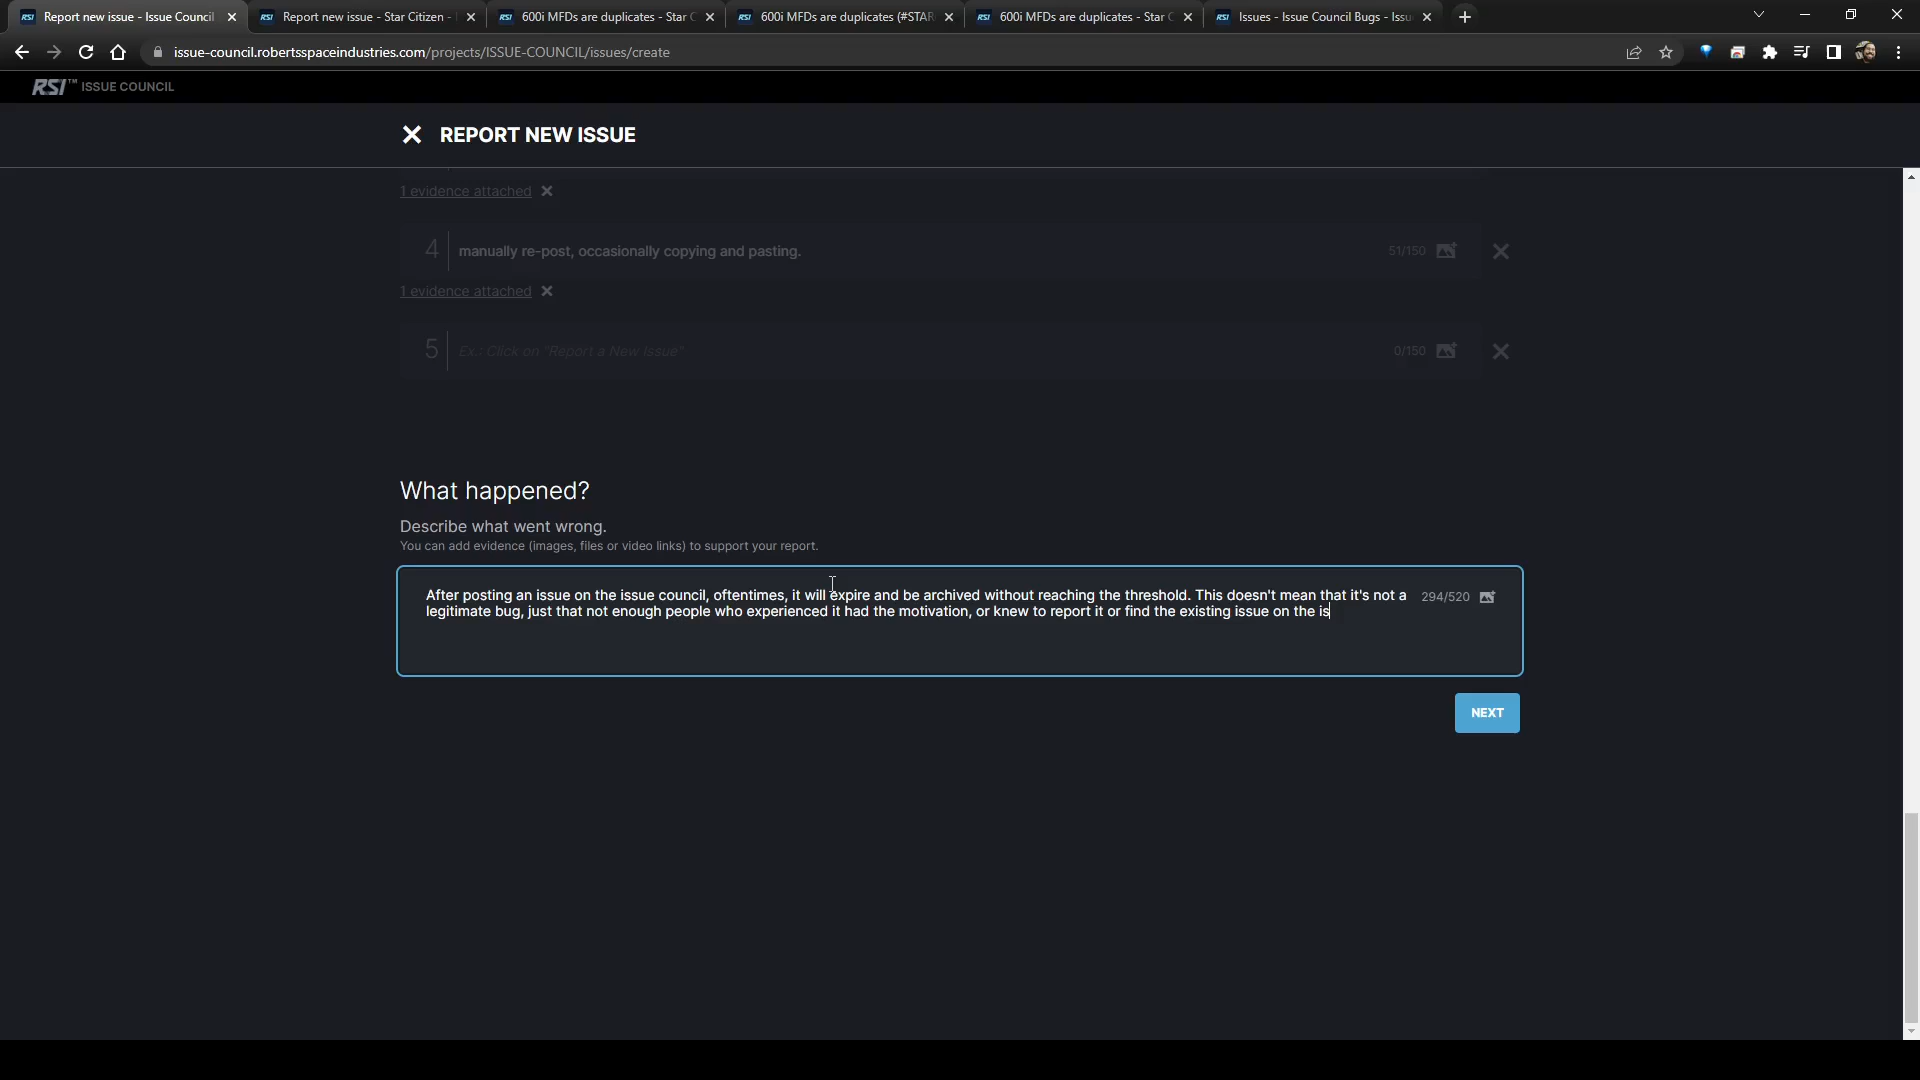 Report new issue - Issue Council
Report new issue - Star Citizen -
600i MFDs are duplicates - Star C
600i MFDs are duplicates (#STAR
600i MFDs are duplicates - Star C
Issues - Issue Council Bugs - Issu
issue-council.robertsspaceindustries.com/projects/ISSUE-COUNCIL/issues/create
RSI™ ISSUE COUNCIL
REPORT NEW ISSUE
1 evidence attached
4 manually re-post, occasionally copying and pasting. 51/150
1 evidence attached
5 Ex.: Click on "Report a New Issue" 0/150
What happened?
Describe what went wrong.
You can add evidence (images, files or video links) to support your report.
After posting an issue on the issue council, oftentimes, it will expire and be archived without reaching the threshold. This doesn't mean that it's not a 294/520
legitimate bug, just that not enough people who experienced it had the motivation, or knew to report it or find the existing issue on the is
NEXT